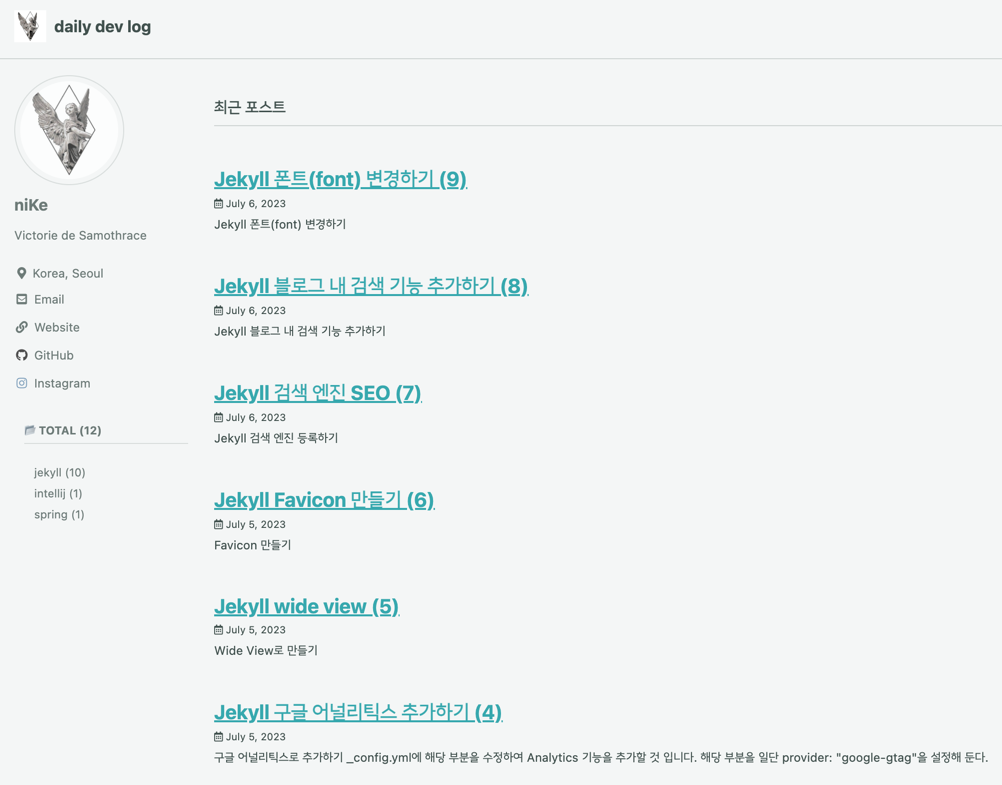 daily dev log
niKe
Victorie de Samothrace
Korea, Seoul
Email
Website
GitHub
Instagram
TOTAL (12)
jekyll (10)
intellij (1)
spring (1)
최근 포스트
Jekyll 폰트(font) 변경하기 (9)
July 6, 2023
Jekyll 폰트(font) 변경하기
Jekyll 블로그 내 검색 기능 추가하기 (8)
July 6, 2023
Jekyll 블로그 내 검색 기능 추가하기
Jekyll 검색 엔진 SEO (7)
July 6, 2023
Jekyll 검색 엔진 등록하기
Jekyll Favicon 만들기 (6)
July 5, 2023
Favicon 만들기
Jekyll wide view (5)
July 5, 2023
Wide View로 만들기
Jekyll 구글 어널리틱스 추가하기 (4)
July 5, 2023
구글 어널리틱스로 추가하기 _config.yml에 해당 부분을 수정하여 Analytics 기능을 추가할 것 입니다. 해당 부분을 일단 provider: "google-gtag"을 설정해 둔다.